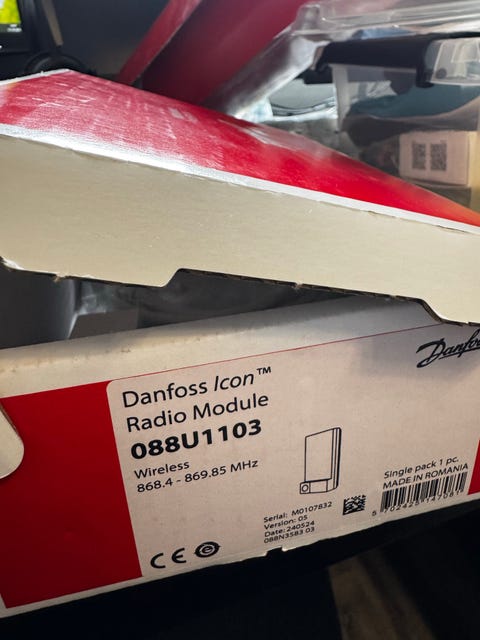 Danfoss Icon™
Radio Module
088U1103
Wireless
868.4 - 869.85 MHz
Serial: M0107832
Version: 05
Date: 240524
088N3583 03
Single pack 1 pc.
MADE IN ROMANIA